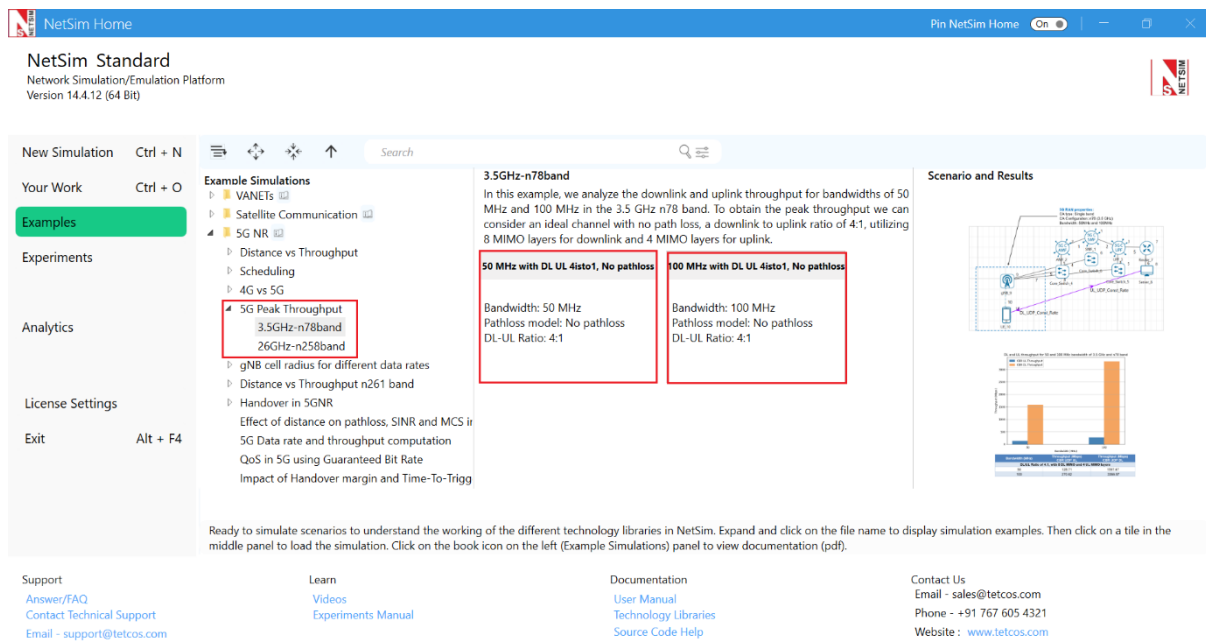 NETSIM
NetSim Home
Pin NetSim Home On
NetSim Standard
Network Simulation/Emulation Platform
Version 14.4.12 (64 Bit)
NETSIM
New Simulation Ctrl + N
Your Work Ctrl + O
Examples
Experiments
Analytics
License Settings
Exit Alt + F4
Search
Example Simulations
VANETs
Satellite Communication
5G NR
Distance vs Throughput
Scheduling
4G vs 5G
5G Peak Throughput
3.5GHz-n78band
26GHz-n258band
gNB cell radius for different data rates
Distance vs Throughput n261 band
Handover in 5GNR
Effect of distance on pathloss, SINR and MCS ir
5G Data rate and throughput computation
QoS in 5G using Guaranteed Bit Rate
Impact of Handover margin and Time-To-Trigg
3.5GHz-n78band
In this example, we analyze the downlink and uplink throughput for bandwidths of 50
MHz and 100 MHz in the 3.5 GHz n78 band. To obtain the peak throughput we can
consider an ideal channel with no path loss, a downlink to uplink ratio of 4:1, utilizing
8 MIMO layers for downlink and 4 MIMO layers for uplink.
50 MHz with DL UL 4isto1, No pathloss
Bandwidth: 50 MHz
Pathloss model: No pathloss
DL-UL Ratio: 4:1
100 MHz with DL UL 4isto1, No pathloss
Bandwidth: 100 MHz
Pathloss model: No pathloss
DL-UL Ratio: 4:1
Scenario and Results
Ready to simulate scenarios to understand the working of the different technology libraries in NetSim. Expand and click on the file name to display simulation examples. Then click on a tile in the
middle panel to load the simulation. Click on the book icon on the left (Example Simulations) panel to view documentation (pdf).
Support
Answer/FAQ
Contact Technical Support
Email - support@tetcos.com
Learn
Videos
Experiments Manual
Documentation
User Manual
Technology Libraries
Source Code Help
Contact Us
Email - sales@tetcos.com
Phone - +91 767 605 4321
Website : www.tetcos.com